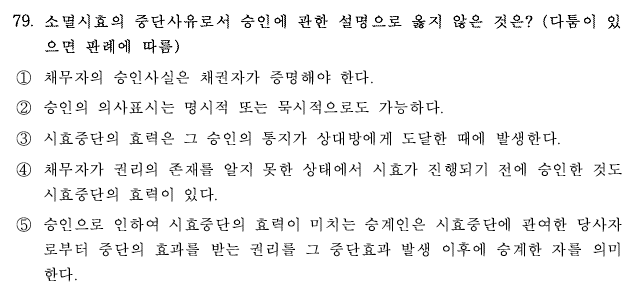 79. 소멸시효의 중단사유로서 승인에 관한 설명으로 옳지 않은 것은? (다툼이 있
으면 판례에 따름)
① 채무자의 승인사실은 채권자가 증명해야 한다.
② 승인의 의사표시는 명시적 또는 묵시적으로도 가능하다.
③ 시효중단의 효력은 그 승인의 통지가 상대방에게 도달한 때에 발생한다.
④ 채무자가 권리의 존재를 알지 못한 상태에서 시효가 진행되기 전에 승인한 것도
시효중단의 효력이 있다.
⑤ 승인으로 인하여 시효중단의 효력이 미치는 승계인은 시효중단에 관여한 당사자
로부터 중단의 효과를 받는 권리를 그 중단효과 발생 이후에 승계한 자를 의미
한다.